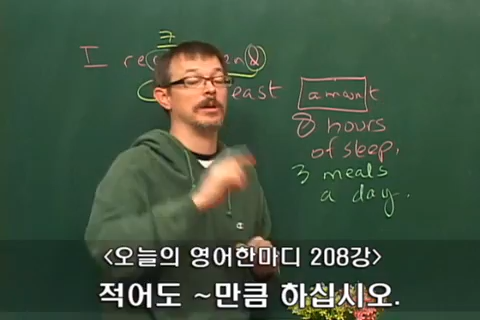 7
I
amount
8 hours
of sleep,
3 meals
a day.
<오늘의 영어한마디 208강>
적어도 ~만큼 하십시오.